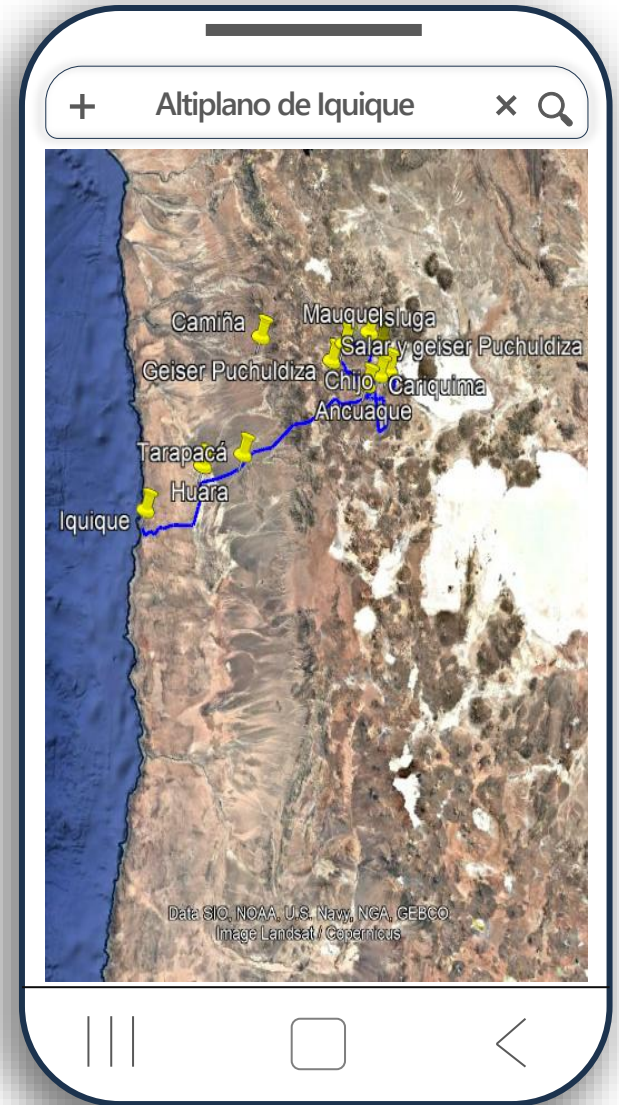 Altiplano de Iquique
Camiña
Mauque
Isluga
Salar y geiser Puchuldiza
Geiser Puchuldiza
Chijo
Cariquima
Ancuaque
Tarapacá
Huara
Iquique
Data SIO, NOAA, U.S. Navy, NGA, GEBCO
Image Landsat / Copernicus